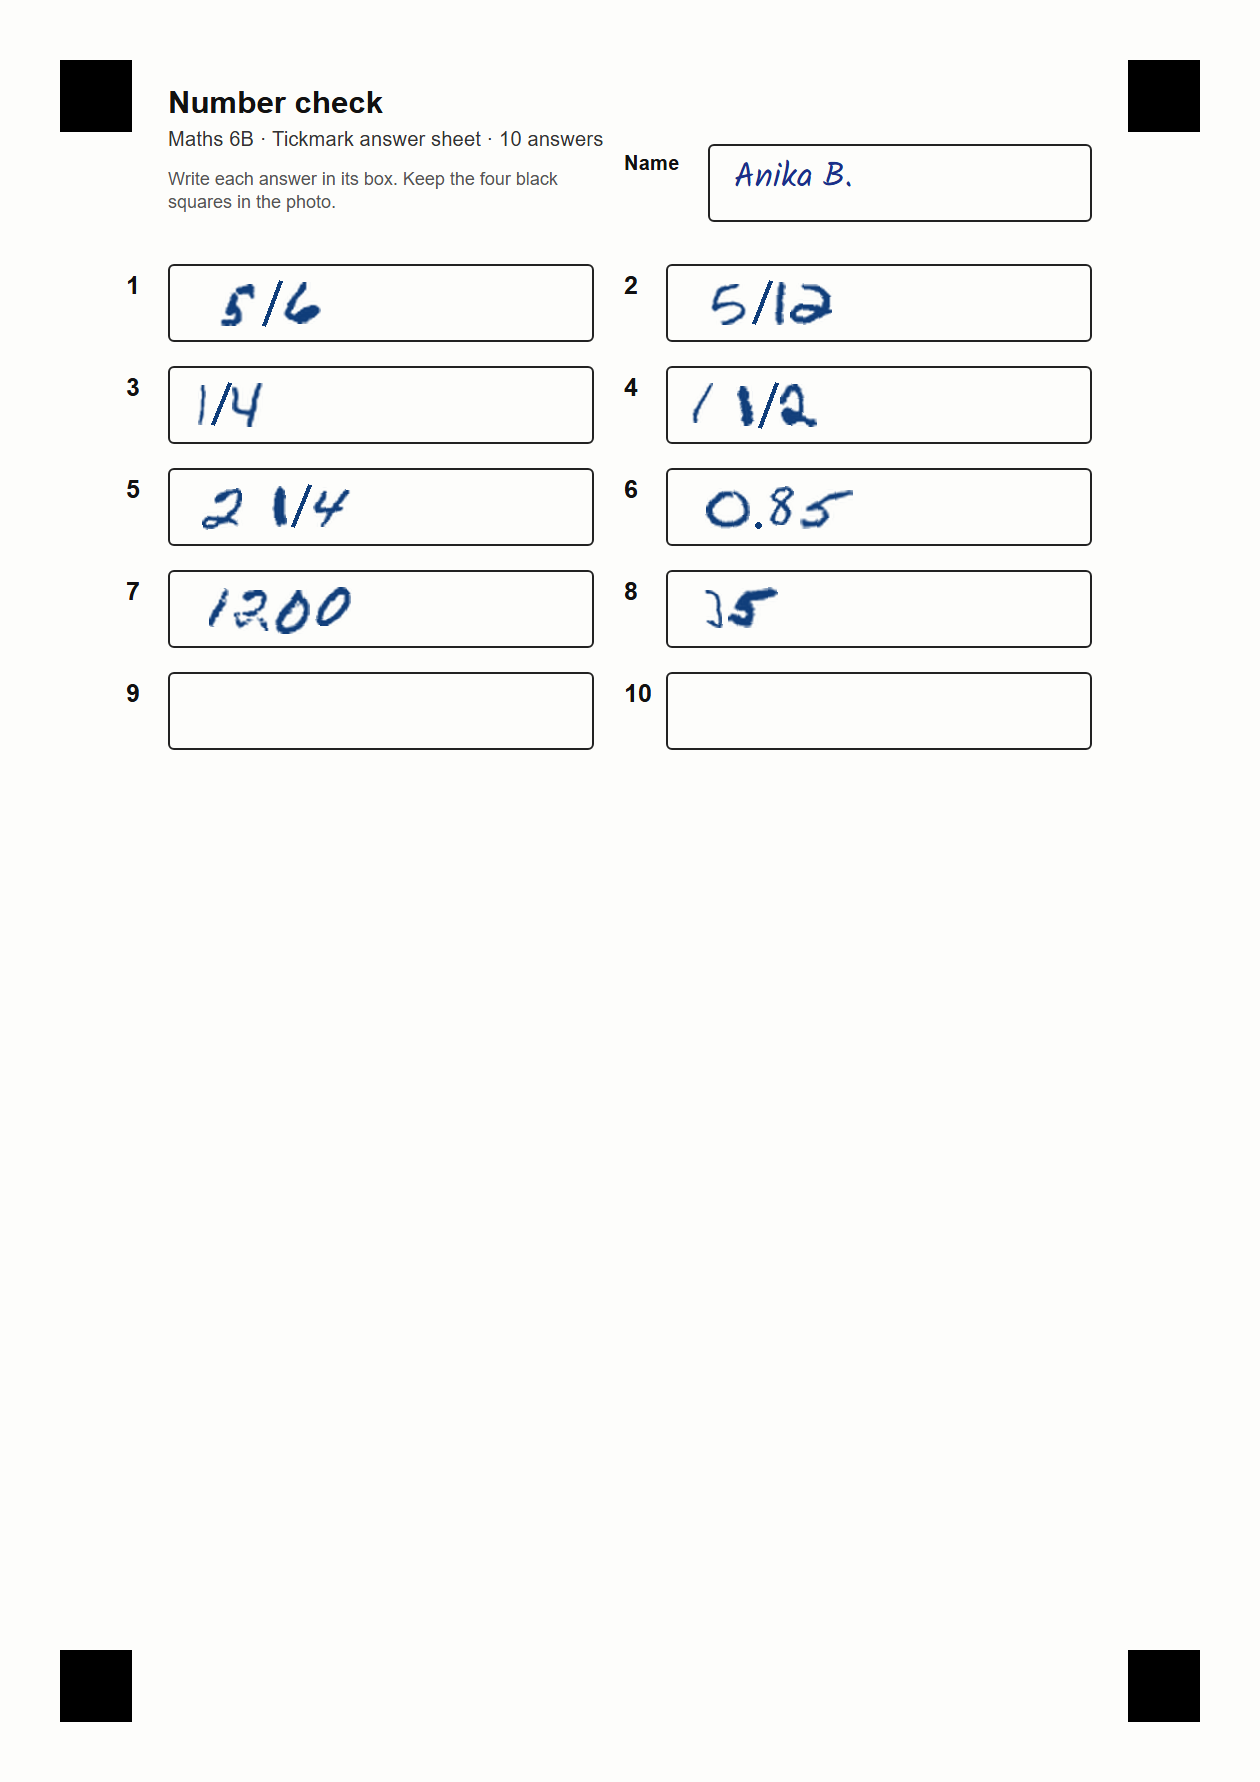 Number check
Maths 6B · Tickmark answer sheet · 10 answers
Write each answer in its box. Keep the four black
squares in the photo.
Name Anika B.
1 5/6
2 5/12
3 1/4
4 1 1/2
5 2 1/4
6 0.85
7 1200
8 35
9
10